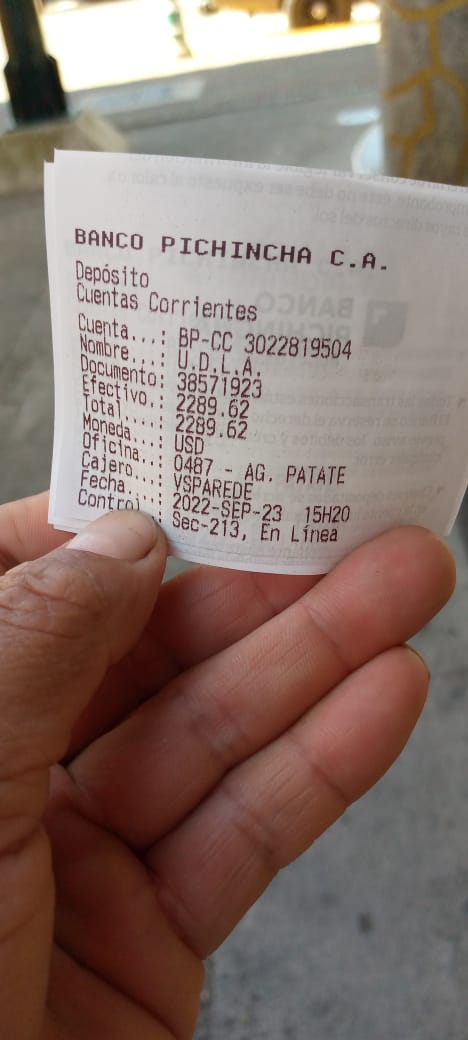 BANCO PICHINCHA C.A.
Depósito
Cuentas Corrientes
Cuenta...: BP-CC 3022819504
Nombre...: U.D.L.A.
Documento: 38571923
Efectivo.: 2289.62
Total....: 2289.62
Moneda...: USD
Oficina..: 0487 - AG. PATATE
Cajero...: VSPAREDE
Fecha....: 2022-SEP-23 15H20
Control..: Sec-213, En Línea